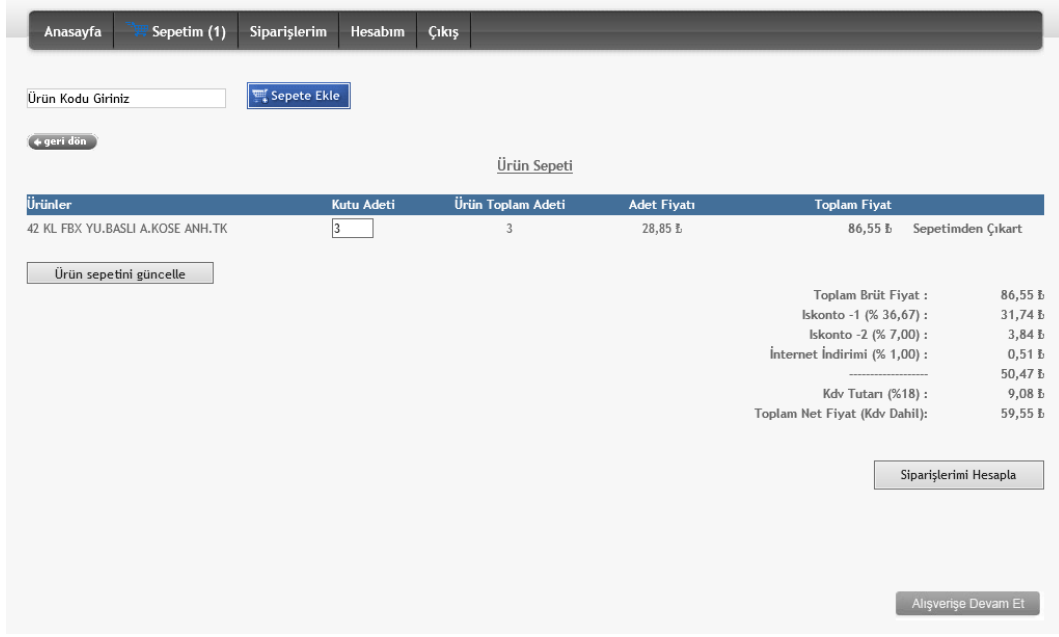 Anasayfa Sepetim (1) Siparişlerim Hesabım Çıkış
Ürün Kodu Giriniz Sepete Ekle
geri dön
Ürün Sepeti
Ürünler Kutu Adeti Ürün Toplam Adeti Adet Fiyatı Toplam Fiyat
42 KL FBX YU.BASLI A.KOSE ANH.TK 3 3 28,85 ₺ 86,55 ₺ Sepetimden Çıkart
Ürün sepetini güncelle
Toplam Brüt Fiyat : 86,55 ₺
Iskonto -1 (% 36,67) : 31,74 ₺
Iskonto -2 (% 7,00) : 3,84 ₺
İnternet İndirimi (% 1,00) : 0,51 ₺
------------------- 50,47 ₺
Kdv Tutarı (%18) : 9,08 ₺
Toplam Net Fiyat (Kdv Dahil): 59,55 ₺
Siparişlerimi Hesapla
Alışverişe Devam Et